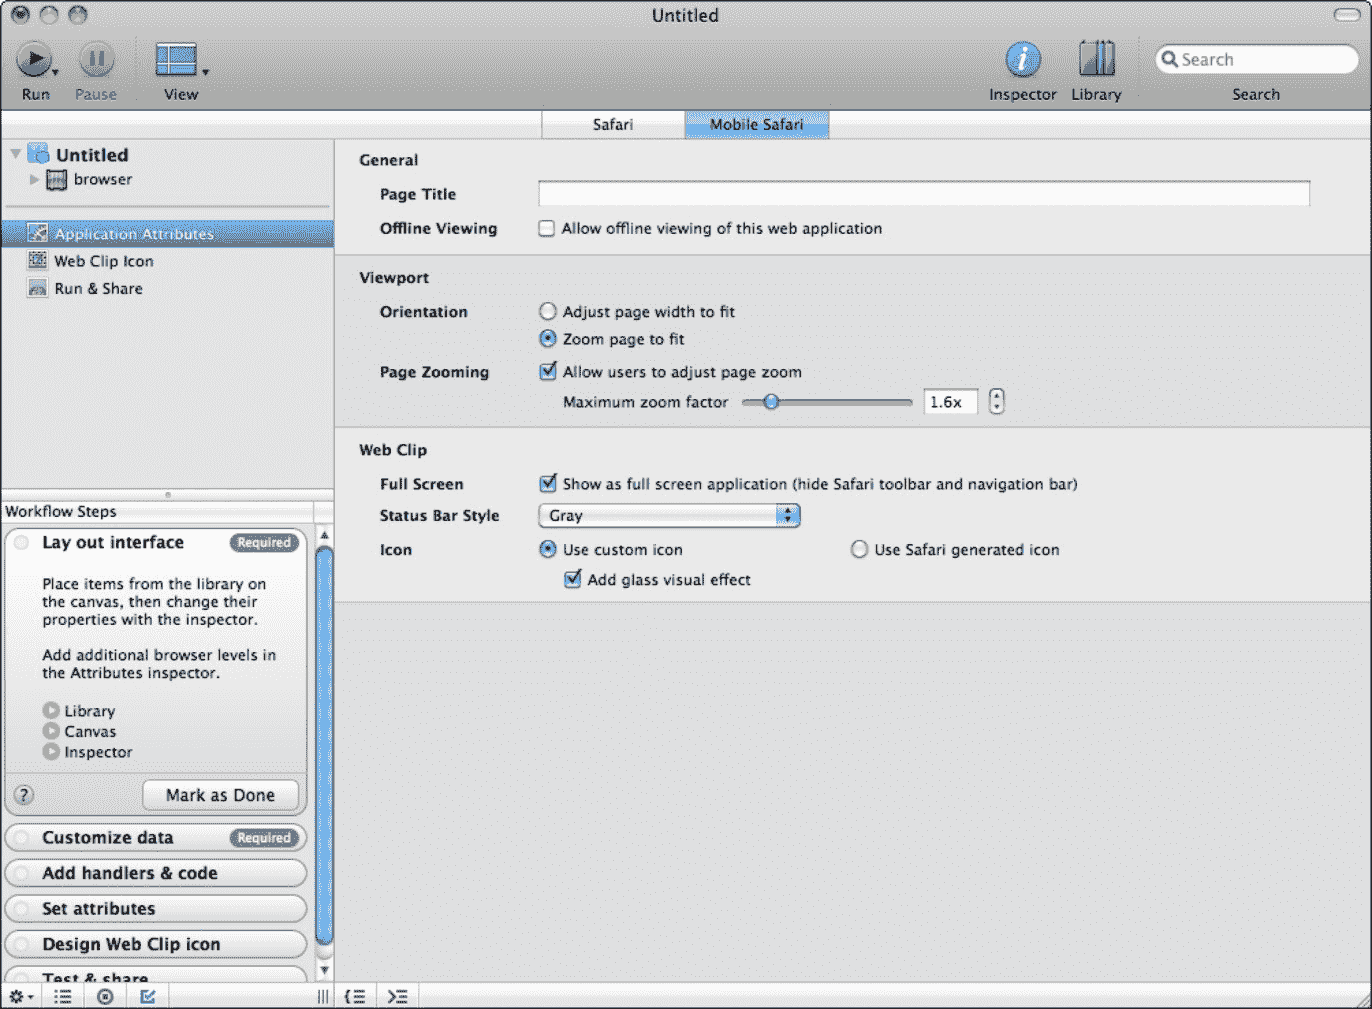 Untitled
Run
Pause
View
Inspector
Library
Search
Search
Safari
Mobile Safari
Untitled
browser
Application Attributes
Web Clip Icon
Run & Share
General
Page Title
Offline Viewing
Allow offline viewing of this web application
Viewport
Orientation
Adjust page width to fit
Zoom page to fit
Page Zooming
Allow users to adjust page zoom
Maximum zoom factor
1.6x
Web Clip
Full Screen
Show as full screen application (hide Safari toolbar and navigation bar)
Status Bar Style
Gray
Icon
Use custom icon
Use Safari generated icon
Add glass visual effect
Workflow Steps
Lay out interface
Required
Place items from the library on
the canvas, then change their
properties with the inspector.
Add additional browser levels in
the Attributes inspector.
Library
Canvas
Inspector
?
Mark as Done
Customize data
Required
Add handlers & code
Set attributes
Design Web Clip icon
Test & share